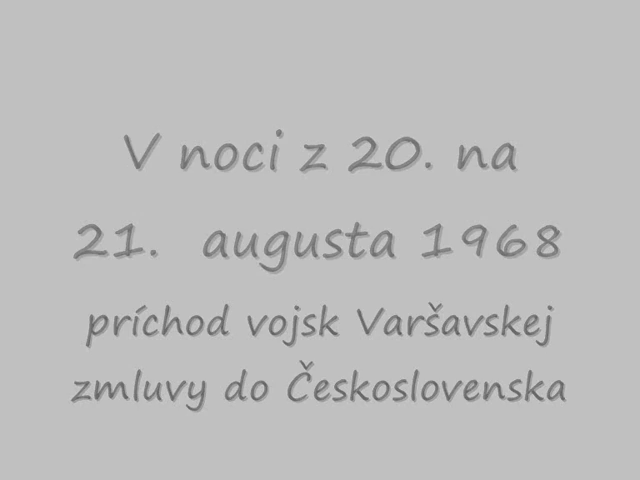 V noci z 20. na
21. augusta 1968
príchod vojsk Varšavskej
zmluvy do Československa